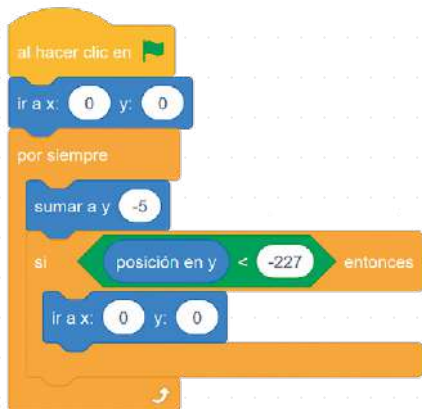 al hacer clic en
ir a x: 0 y: 0
por siempre
sumar a y -5
si posición en y < -227 entonces
ir a x: 0 y: 0